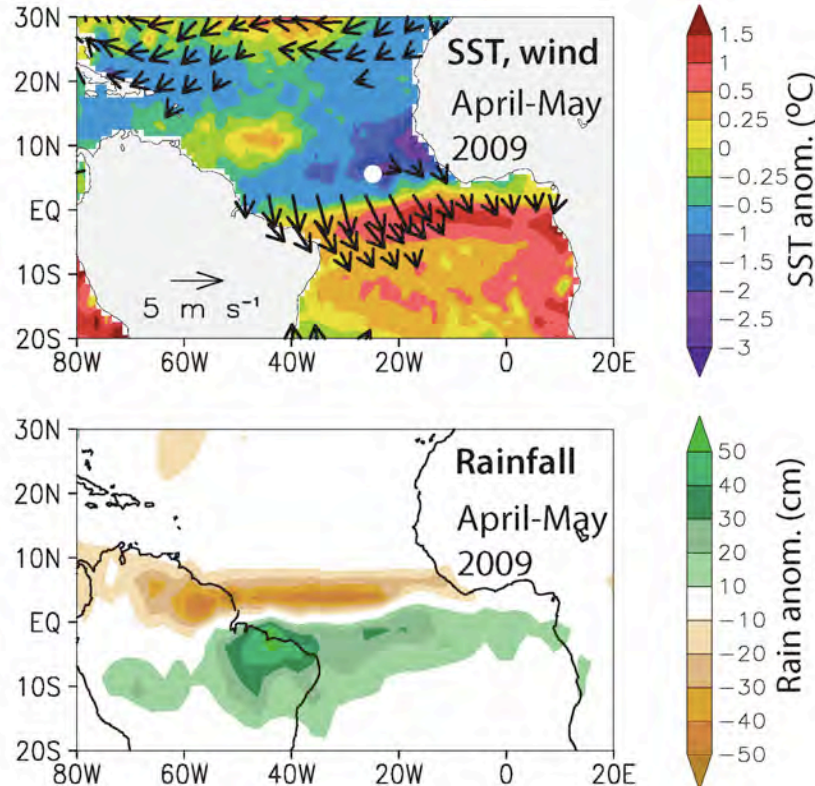 30N
20N
10N
EQ
10S
20S
80W 60W 40W 20W 0 20E
SST, wind
April-May
2009
5 m s⁻¹
1.5
1
0.5
0.25
0
−0.25
−0.5
−1
−1.5
−2
−2.5
−3
SST anom. (ºC)
30N
20N
10N
EQ
10S
20S
80W 60W 40W 20W 0 20E
Rainfall
April-May
2009
50
40
30
20
10
−10
−20
−30
−40
−50
Rain anom. (cm)